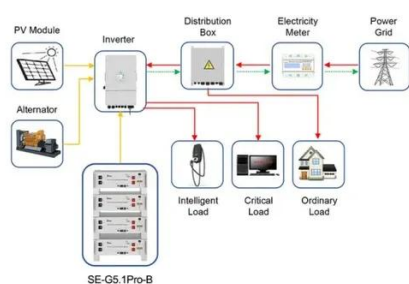 PV Module
Inverter
Distribution
Box
Electricity
Meter
Power
Grid
Alternator
Intelligent
Load
Critical
Load
Ordinary
Load
SE-G5.1Pro-B